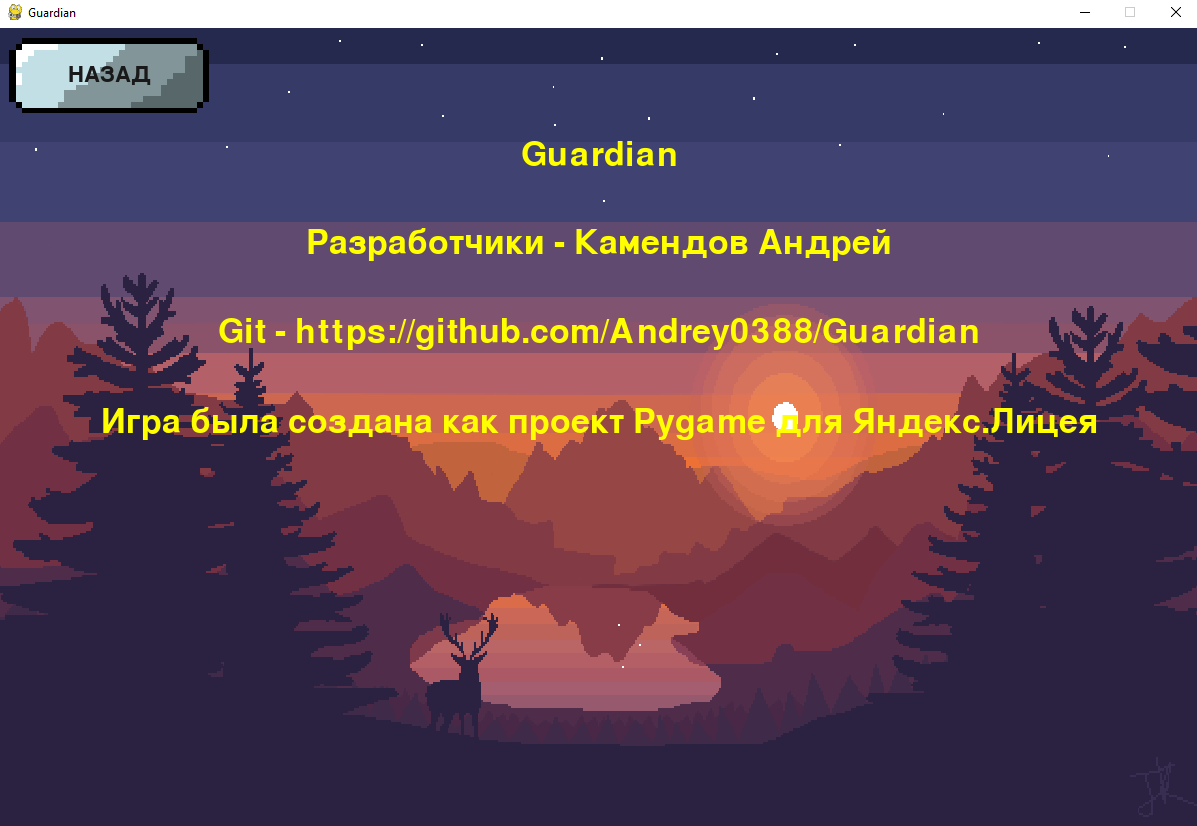 Guardian
НАЗАД
Guardian
Разработчики - Камендов Андрей
Git - https://github.com/Andrey0388/Guardian
Игра была создана как проект Pygame для Яндекс.Лицея